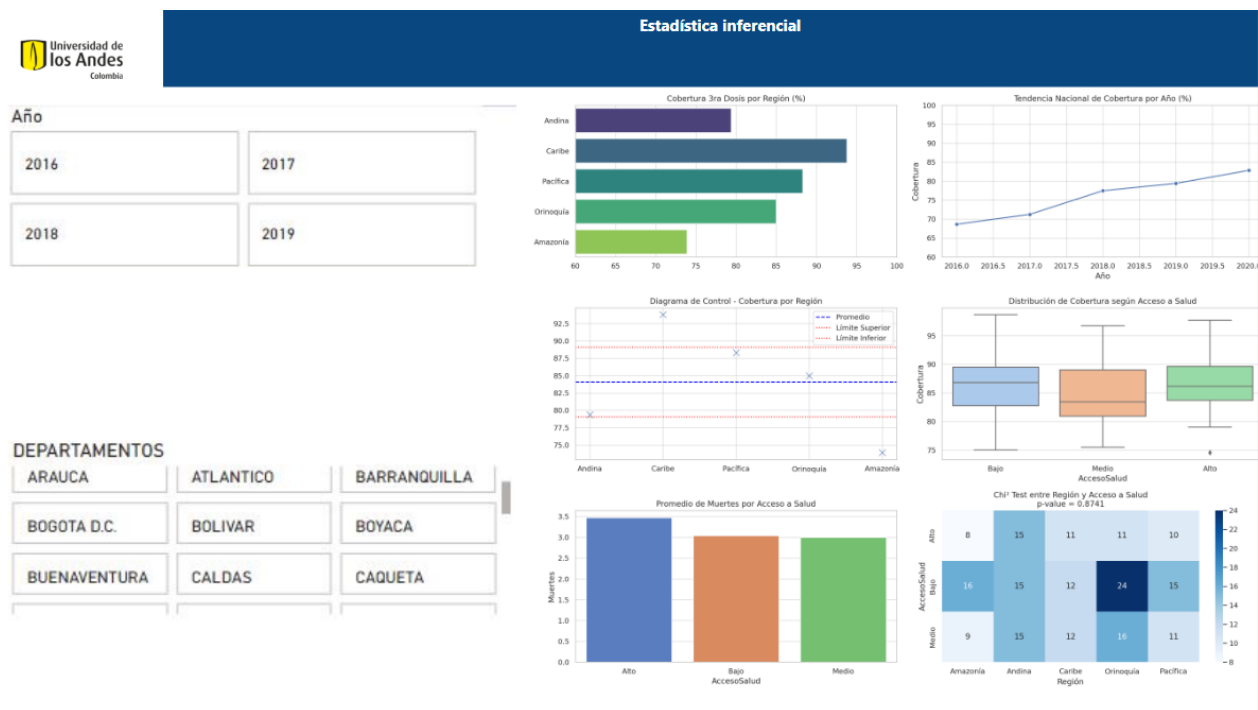 Estadística inferencial
Universidad de
los Andes
Colombia
Año
2016
2017
2018
2019
DEPARTAMENTOS
ARAUCA
ATLANTICO
BARRANQUILLA
BOGOTA D.C.
BOLIVAR
BOYACA
BUENAVENTURA
CALDAS
CAQUETA
Cobertura 3ra Dosis por Región (%)
Andina
Caribe
Pacífica
Orinoquía
Amazonía
60 65 70 75 80 85 90 95 100
Tendencia Nacional de Cobertura por Año (%)
Cobertura
100
95
90
85
80
75
70
65
60
2016.0 2016.5 2017.0 2017.5 2018.0 2018.5 2019.0 2019.5 2020.
Año
Diagrama de Control - Cobertura por Región
Promedio
Límite Superior
Límite Inferior
92.5
90.0
87.5
85.0
82.5
80.0
77.5
75.0
Andina Caribe Pacífica Orinoquía Amazonía
Distribución de Cobertura según Acceso a Salud
Cobertura
95
90
85
80
75
Bajo Medio Alto
AccesoSalud
Promedio de Muertes por Acceso a Salud
Muertes
3.5
3.0
2.5
2.0
1.5
1.0
0.5
0.0
Alto Bajo Medio
AccesoSalud
Chi² Test entre Región y Acceso a Salud
p-value = 0.8741
AccesoSalud
Alto 8 15 11 11 10
Bajo 16 15 12 24 15
Medio 9 15 12 16 11
Amazonía Andina Caribe Orinoquía Pacífica
Región
24
22
20
18
16
14
12
10
8